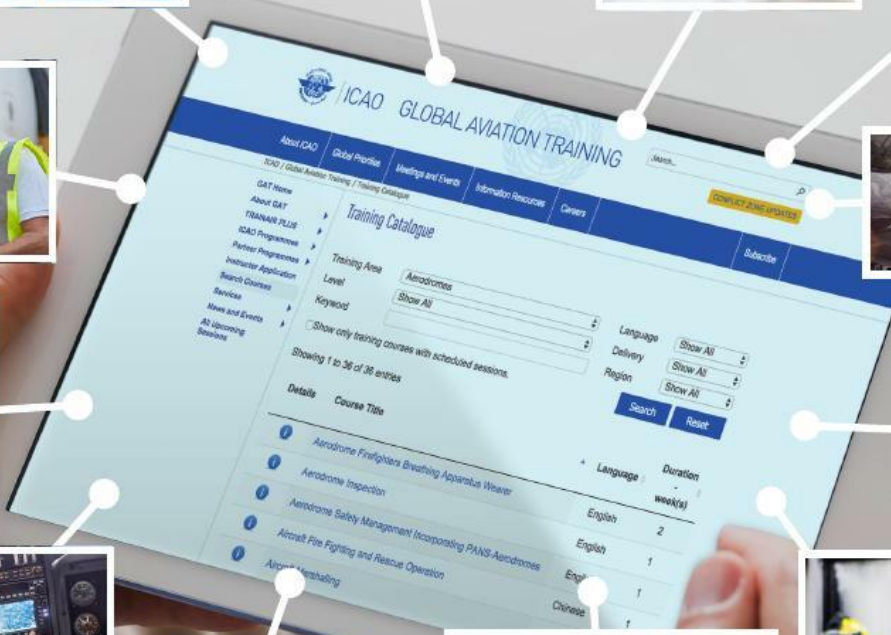 ICAO GLOBAL AVIATION TRAINING
Search...
CONFLICT ZONE UPDATES
About ICAO Global Priorities Meetings and Events Information Resources Careers Subscribe
ICAO / Global Aviation Training / Training Catalogue
GAT Home
About GAT
TRAINAIR PLUS
ICAO Programmes
Partner Programmes
Instructor Application
Search Courses
Services
News and Events
All Upcoming
Sessions
Training Catalogue
Training Area Aerodromes
Level Show All
Keyword
Show only training courses with scheduled sessions.
Language Show All
Delivery Show All
Region Show All
Search Reset
Showing 1 to 36 of 36 entries
Details Course Title Language Duration
-
week(s)
Aerodrome Firefighters Breathing Apparatus Wearer English 2
Aerodrome Inspection English 1
Aerodrome Safety Management Incorporating PANS-Aerodromes 1
Aircraft Fire Fighting and Rescue Operation Chinese 1
Marshalling